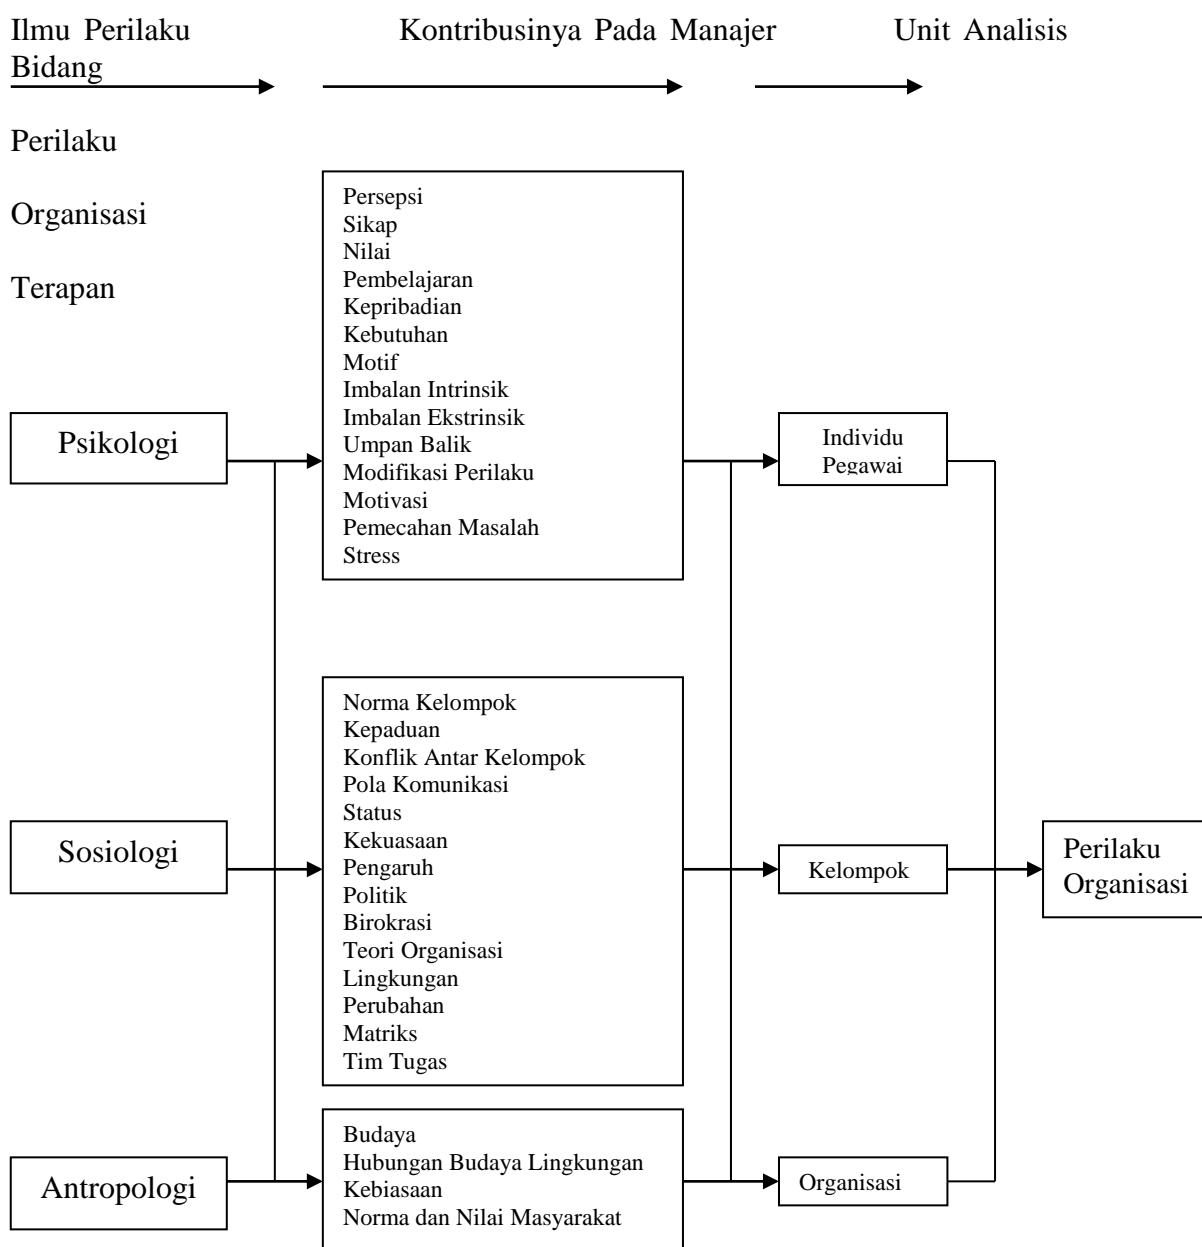 Ilmu Perilaku Kontribusinya Pada Manajer Unit Analisis
Bidang
Perilaku
Organisasi
Terapan
Persepsi
Sikap
Nilai
Pembelajaran
Kepribadian
Kebutuhan
Motif
Imbalan Intrinsik
Imbalan Ekstrinsik
Umpan Balik
Modifikasi Perilaku
Motivasi
Pemecahan Masalah
Stress
Psikologi
Individu
Pegawai
Norma Kelompok
Kepaduan
Konflik Antar Kelompok
Pola Komunikasi
Status
Kekuasaan
Pengaruh
Politik
Birokrasi
Teori Organisasi
Lingkungan
Perubahan
Matriks
Tim Tugas
Sosiologi
Kelompok
Perilaku
Organisasi
Budaya
Hubungan Budaya Lingkungan
Kebiasaan
Norma dan Nilai Masyarakat
Antropologi
Organisasi